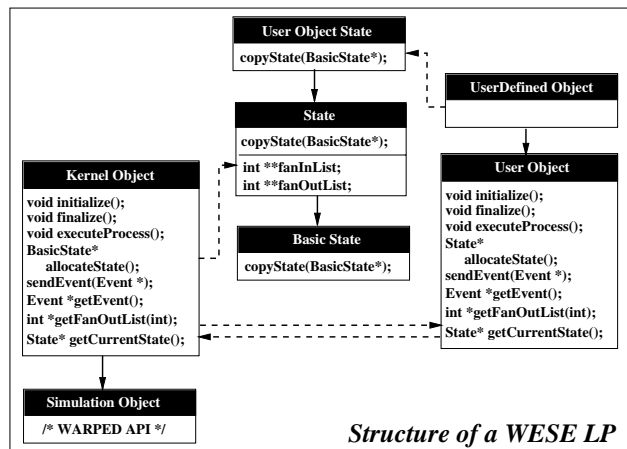 User Object State
copyState(BasicState*);
UserDefined Object
State
copyState(BasicState*);
int **fanInList;
int **fanOutList;
Kernel Object
void initialize();
void finalize();
void executeProcess();
BasicState*
allocateState();
sendEvent(Event *);
Event *getEvent();
int *getFanOutList(int);
State* getCurrentState();
User Object
void initialize();
void finalize();
void executeProcess();
State*
allocateState();
sendEvent(Event *);
Event *getEvent();
int *getFanOutList(int);
State* getCurrentState();
Basic State
copyState(BasicState*);
Simulation Object
/* WARPED API */
Structure of a WESE LP